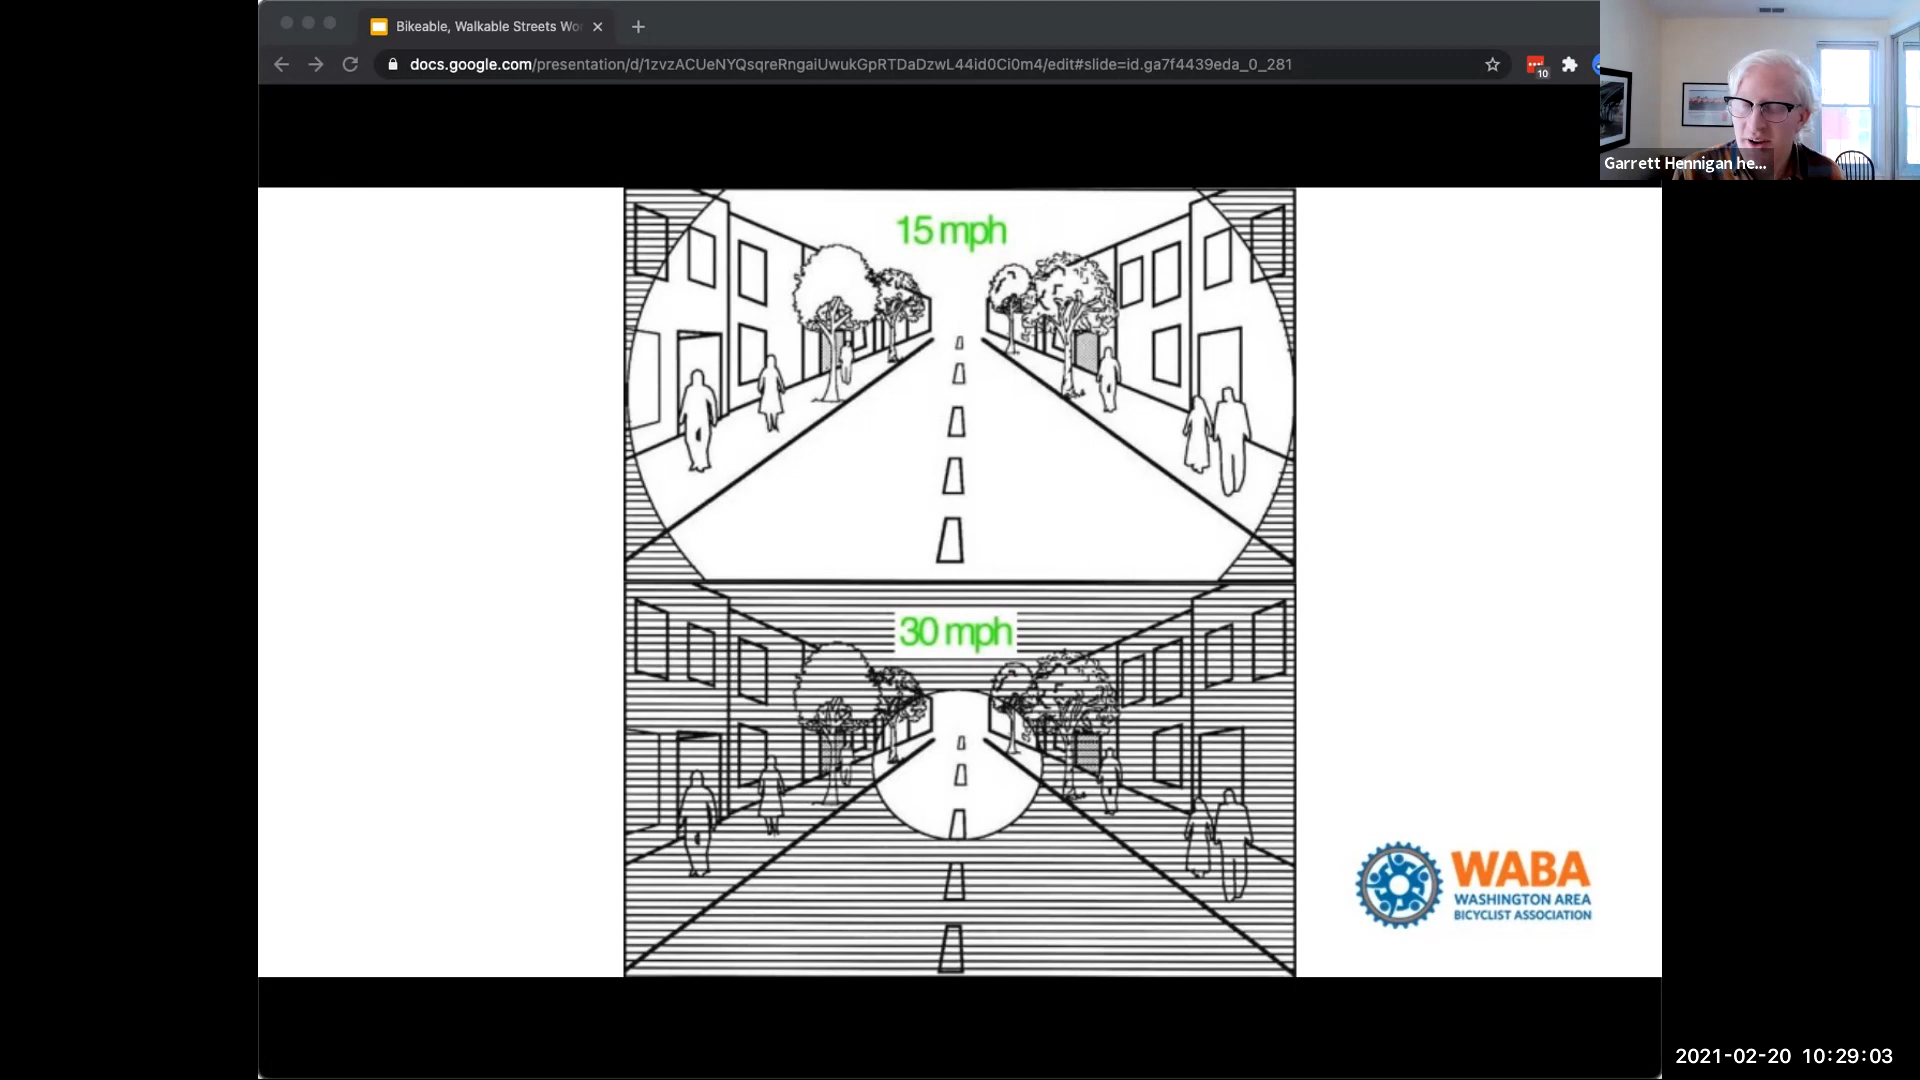 Bikeable, Walkable Streets Wo
docs.google.com/presentation/d/1zvzACUeNYQsqreRngaiUwukGpRTDaDzwL44id0Ci0m4/edit#slide=id.ga7f4439eda_0_281
10
Garrett Hennigan he...
15 mph
30 mph
WABA
WASHINGTON AREA
BICYCLIST ASSOCIATION
2021-02-20 10:29:03